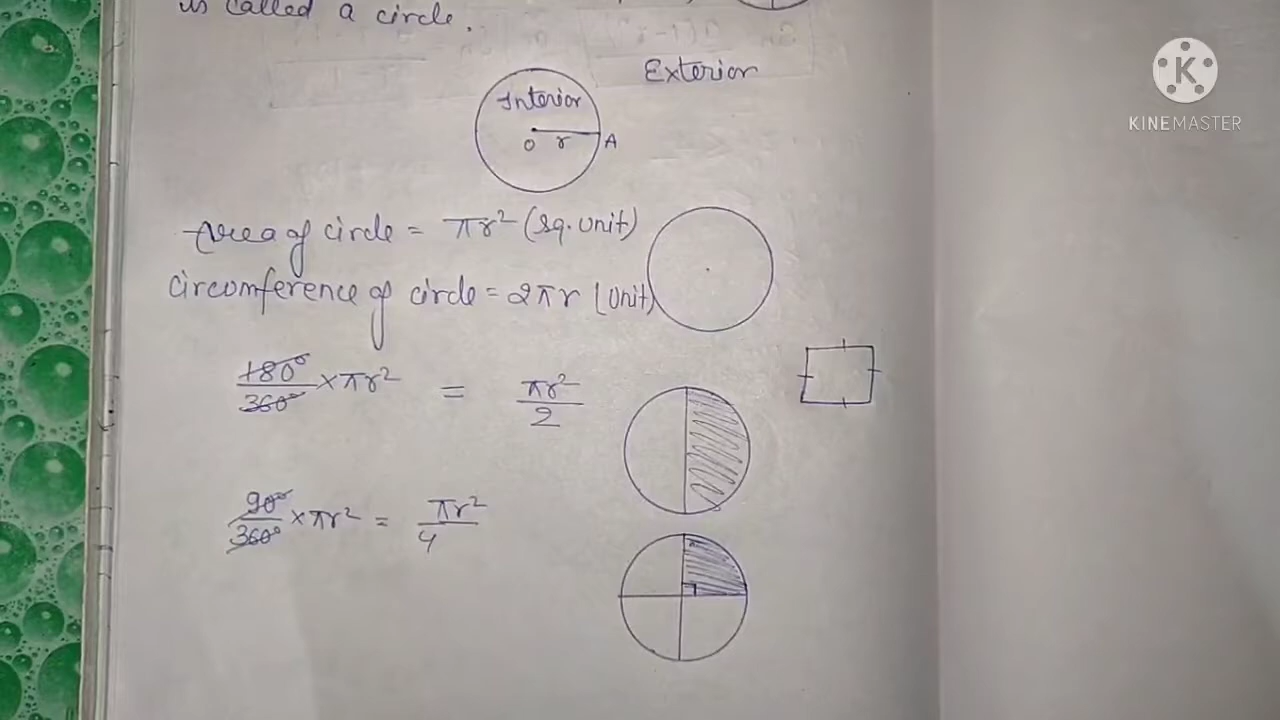 is called a circle.
Exterior
Interior
O r A
Area of circle = πr² (sq. unit)
circumference of circle = 2πr (unit)
180°/360° × πr² = πr²/2
90°/360° × πr² = πr²/4
K
KINEMASTER